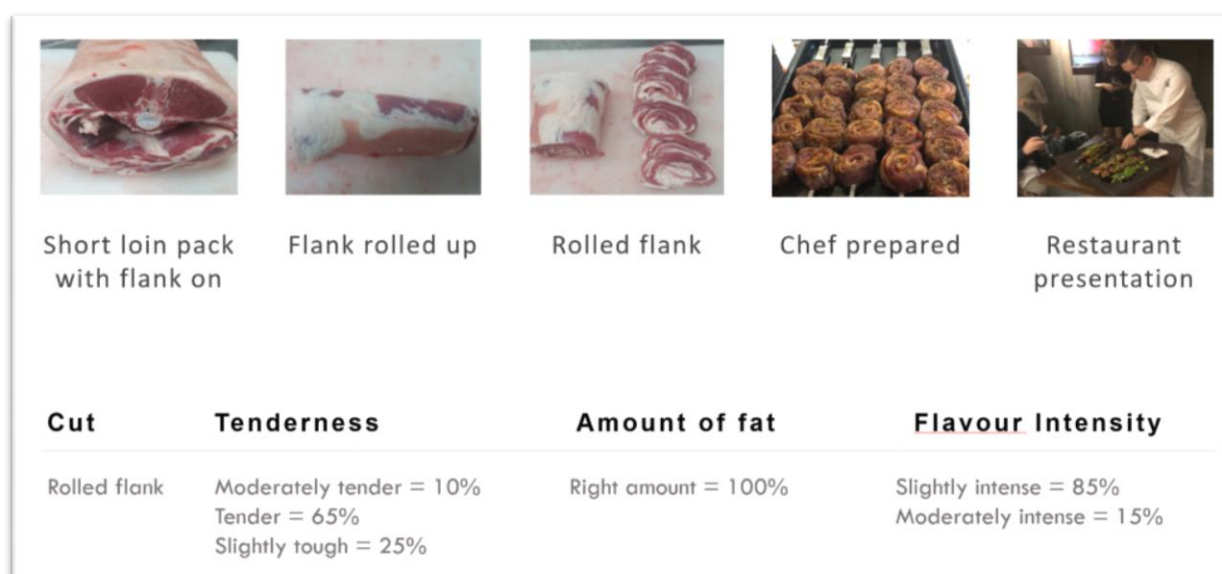 Short loin pack
with flank on
Flank rolled up
Rolled flank
Chef prepared
Restaurant
presentation
Cut Tenderness Amount of fat Flavour Intensity
Rolled flank Moderately tender = 10% Right amount = 100% Slightly intense = 85%
Tender = 65% Moderately intense = 15%
Slightly tough = 25%